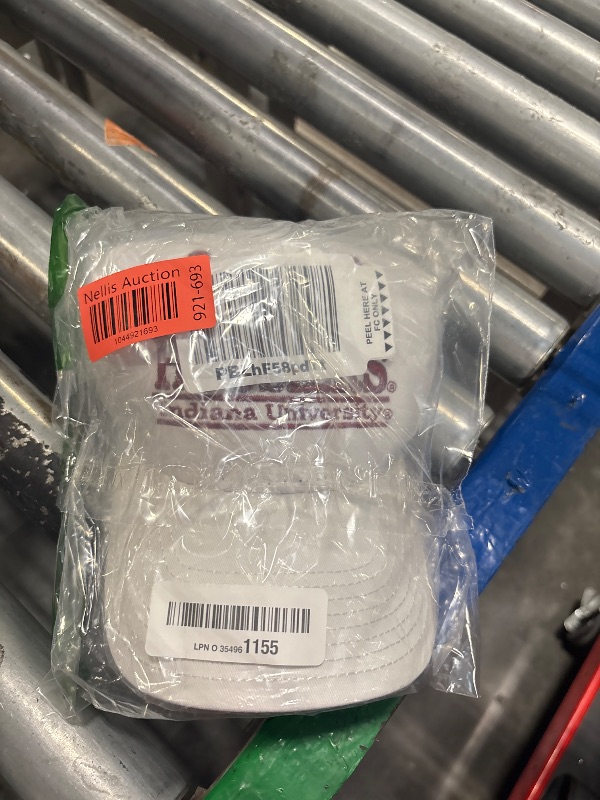 Nellis Auction
921-693
1044921693
PEEL HERE AT
FC ONLY
Indiana University®
LPN O 35496 1155